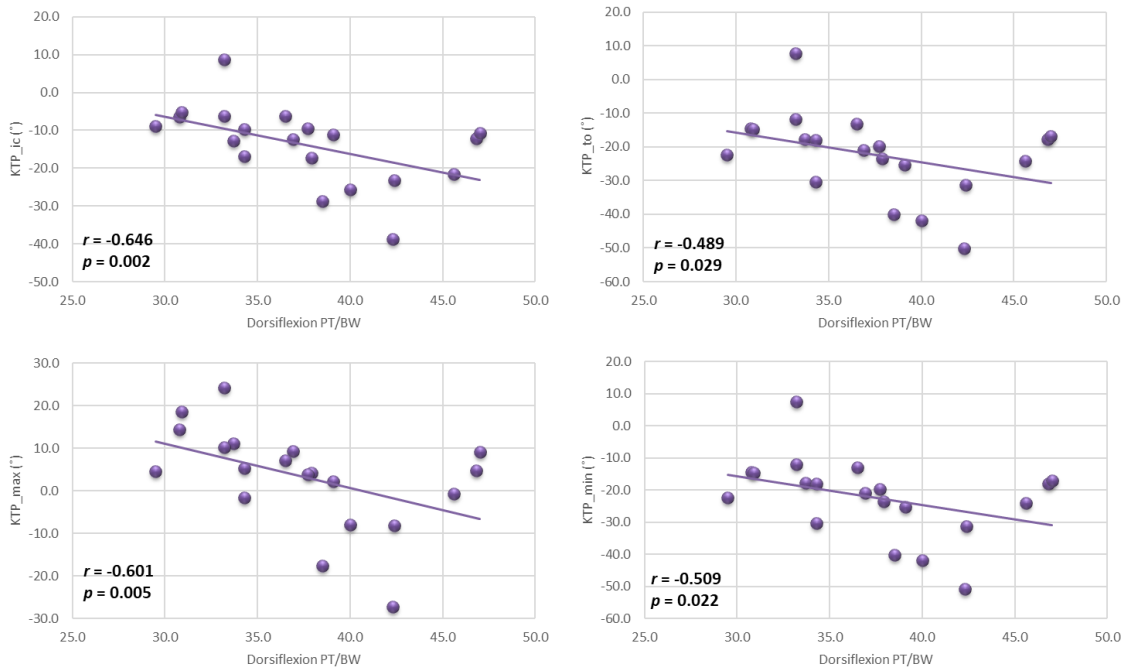 20.0
10.0
0.0
-10.0
-20.0
-30.0
-40.0
-50.0
KTP_ic (°)
r = -0.646
p = 0.002
25.0 30.0 35.0 40.0 45.0 50.0
Dorsiflexion PT/BW
20.0
10.0
0.0
-10.0
-20.0
-30.0
-40.0
-50.0
-60.0
KTP_to (°)
r = -0.489
p = 0.029
25.0 30.0 35.0 40.0 45.0 50.0
Dorsiflexion PT/BW
30.0
20.0
10.0
0.0
-10.0
-20.0
-30.0
KTP_max (°)
r = -0.601
p = 0.005
25.0 30.0 35.0 40.0 45.0 50.0
Dorsiflexion PT/BW
20.0
10.0
0.0
-10.0
-20.0
-30.0
-40.0
-50.0
-60.0
KTP_min (°)
r = -0.509
p = 0.022
25.0 30.0 35.0 40.0 45.0 50.0
Dorsiflexion PT/BW